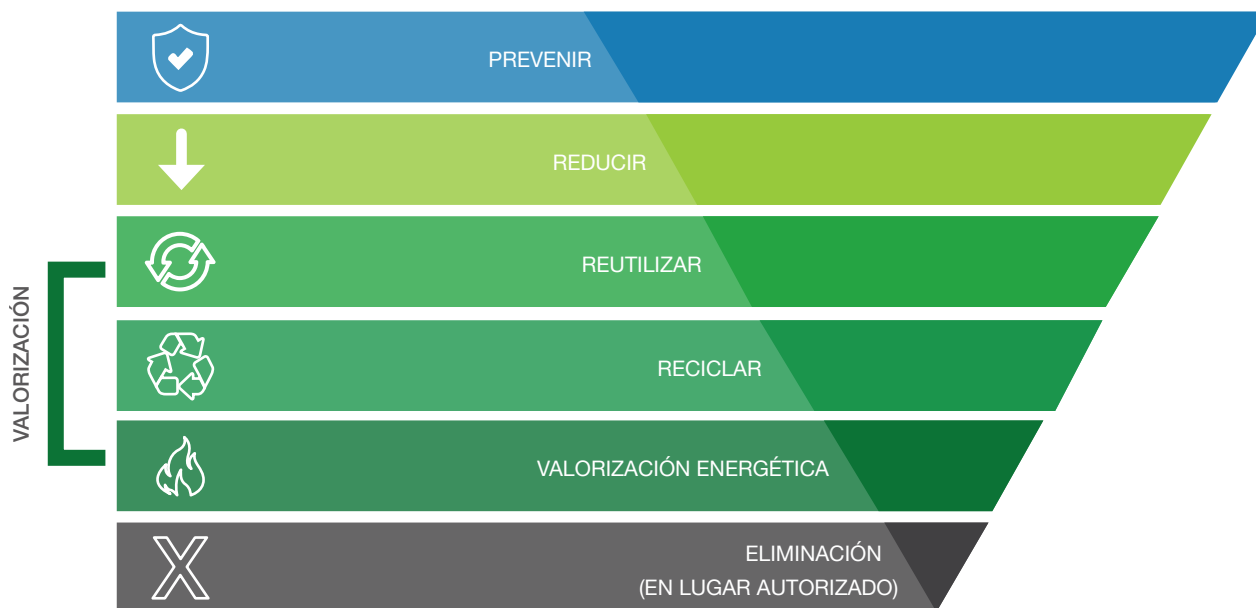 PREVENIR
REDUCIR
REUTILIZAR
RECICLAR
VALORIZACIÓN ENERGÉTICA
ELIMINACIÓN
(EN LUGAR AUTORIZADO)
VALORIZACIÓN